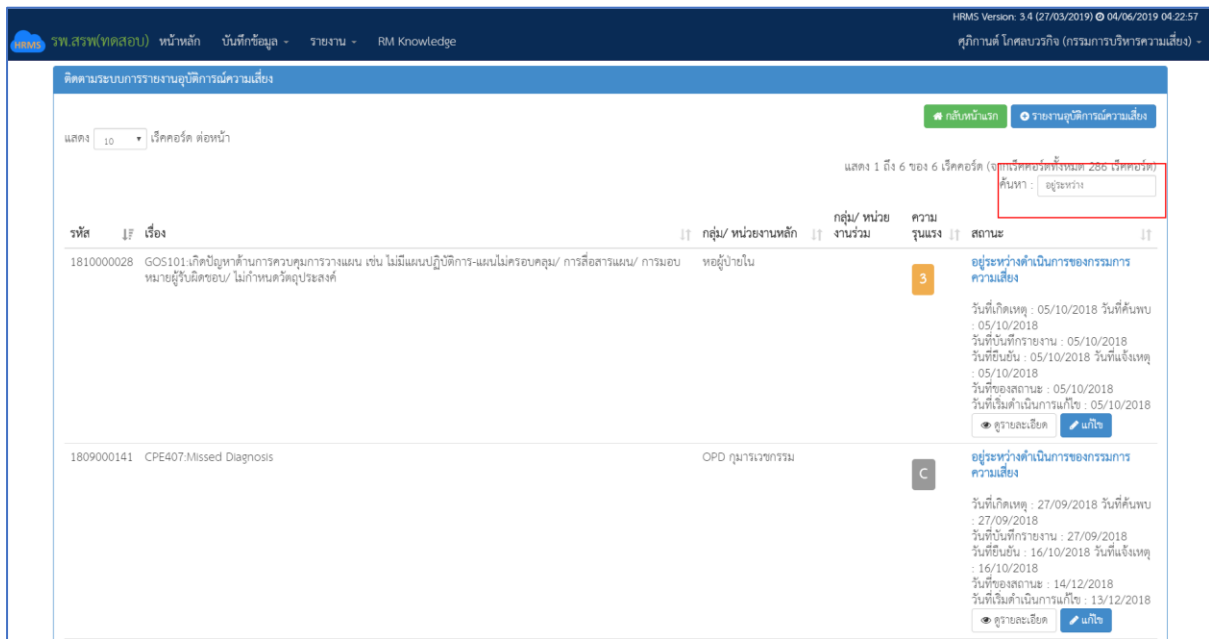 HRMS Version: 3.4 (27/03/2019) 04/06/2019 04:22:57
HRMS รพ.สรพ(ทดสอบ) หน้าหลัก บันทึกข้อมูล รายงาน RM Knowledge ศุภิกานต์ โกศลบวรกิจ (กรรมการบริหารความเสี่ยง)
ติดตามระบบการรายงานอุบัติการณ์ความเสี่ยง
กลับหน้าแรก รายงานอุบัติการณ์ความเสี่ยง
แสดง 10 เร็คคอร์ด ต่อหน้า
แสดง 1 ถึง 6 ของ 6 เร็คคอร์ด (จากเร็คคอร์ดทั้งหมด 286 เร็คคอร์ด)
ค้นหา : อยู่ระหว่าง
รหัส เรื่อง กลุ่ม/ หน่วยงานหลัก กลุ่ม/ หน่วย ความ สถานะ
งานร่วม รุนแรง
1810000028 GOS101:เกิดปัญหาด้านการควบคุมการวางแผน เช่น ไม่มีแผนปฏิบัติการ-แผนไม่ครอบคลุม/ การสื่อสารแผน/ การมอบ หอผู้ป่ายใน อยู่ระหว่างดำเนินการของกรรมการ
หมายผู้รับผิดชอบ/ ไม่กำหนดวัตถุประสงค์ 3 ความเสี่ยง
วันที่เกิดเหตุ : 05/10/2018 วันที่ค้นพบ
: 05/10/2018
วันที่บันทึกรายงาน : 05/10/2018
วันที่ยืนยัน : 05/10/2018 วันที่แจ้งเหตุ
: 05/10/2018
วันที่ของสถานะ : 05/10/2018
วันที่เริ่มดำเนินการแก้ไข : 05/10/2018
ดูรายละเอียด แก้ไข
1809000141 CPE407:Missed Diagnosis OPD กุมารเวชกรรม อยู่ระหว่างดำเนินการของกรรมการ
C ความเสี่ยง
วันที่เกิดเหตุ : 27/09/2018 วันที่ค้นพบ
: 27/09/2018
วันที่บันทึกรายงาน : 27/09/2018
วันที่ยืนยัน : 16/10/2018 วันที่แจ้งเหตุ
: 16/10/2018
วันที่ของสถานะ : 14/12/2018
วันที่เริ่มดำเนินการแก้ไข : 13/12/2018
ดูรายละเอียด แก้ไข